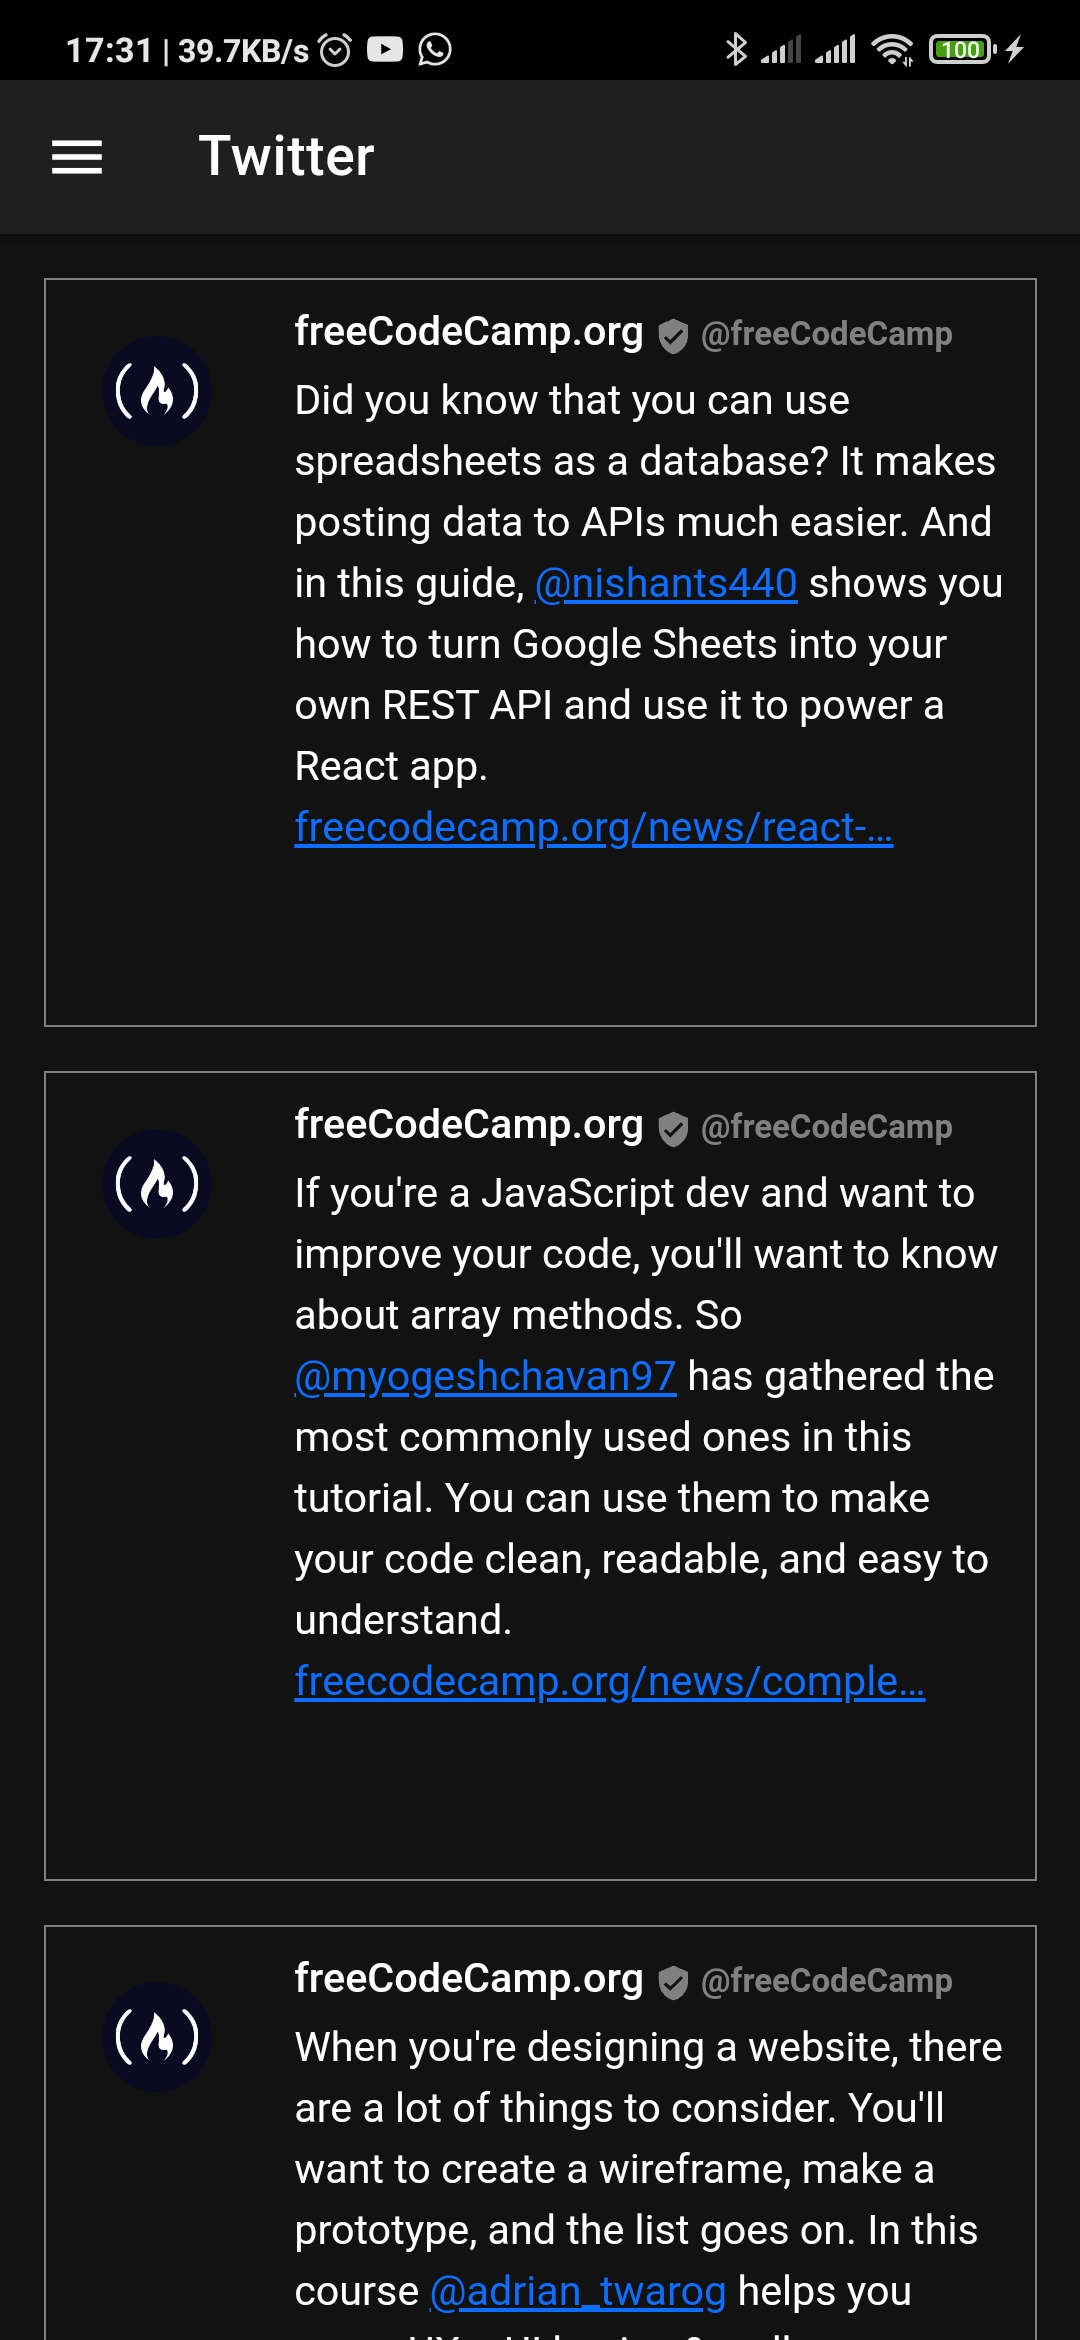 17:31 | 39.7KB/s
100
Twitter
freeCodeCamp.org @freeCodeCamp
Did you know that you can use
spreadsheets as a database? It makes
posting data to APIs much easier. And
in this guide, @nishants440 shows you
how to turn Google Sheets into your
own REST API and use it to power a
React app.
freecodecamp.org/news/react-…
freeCodeCamp.org @freeCodeCamp
If you're a JavaScript dev and want to
improve your code, you'll want to know
about array methods. So
@myogeshchavan97 has gathered the
most commonly used ones in this
tutorial. You can use them to make
your code clean, readable, and easy to
understand.
freecodecamp.org/news/comple…
freeCodeCamp.org @freeCodeCamp
When you're designing a website, there
are a lot of things to consider. You'll
want to create a wireframe, make a
prototype, and the list goes on. In this
course @adrian_twarog helps you